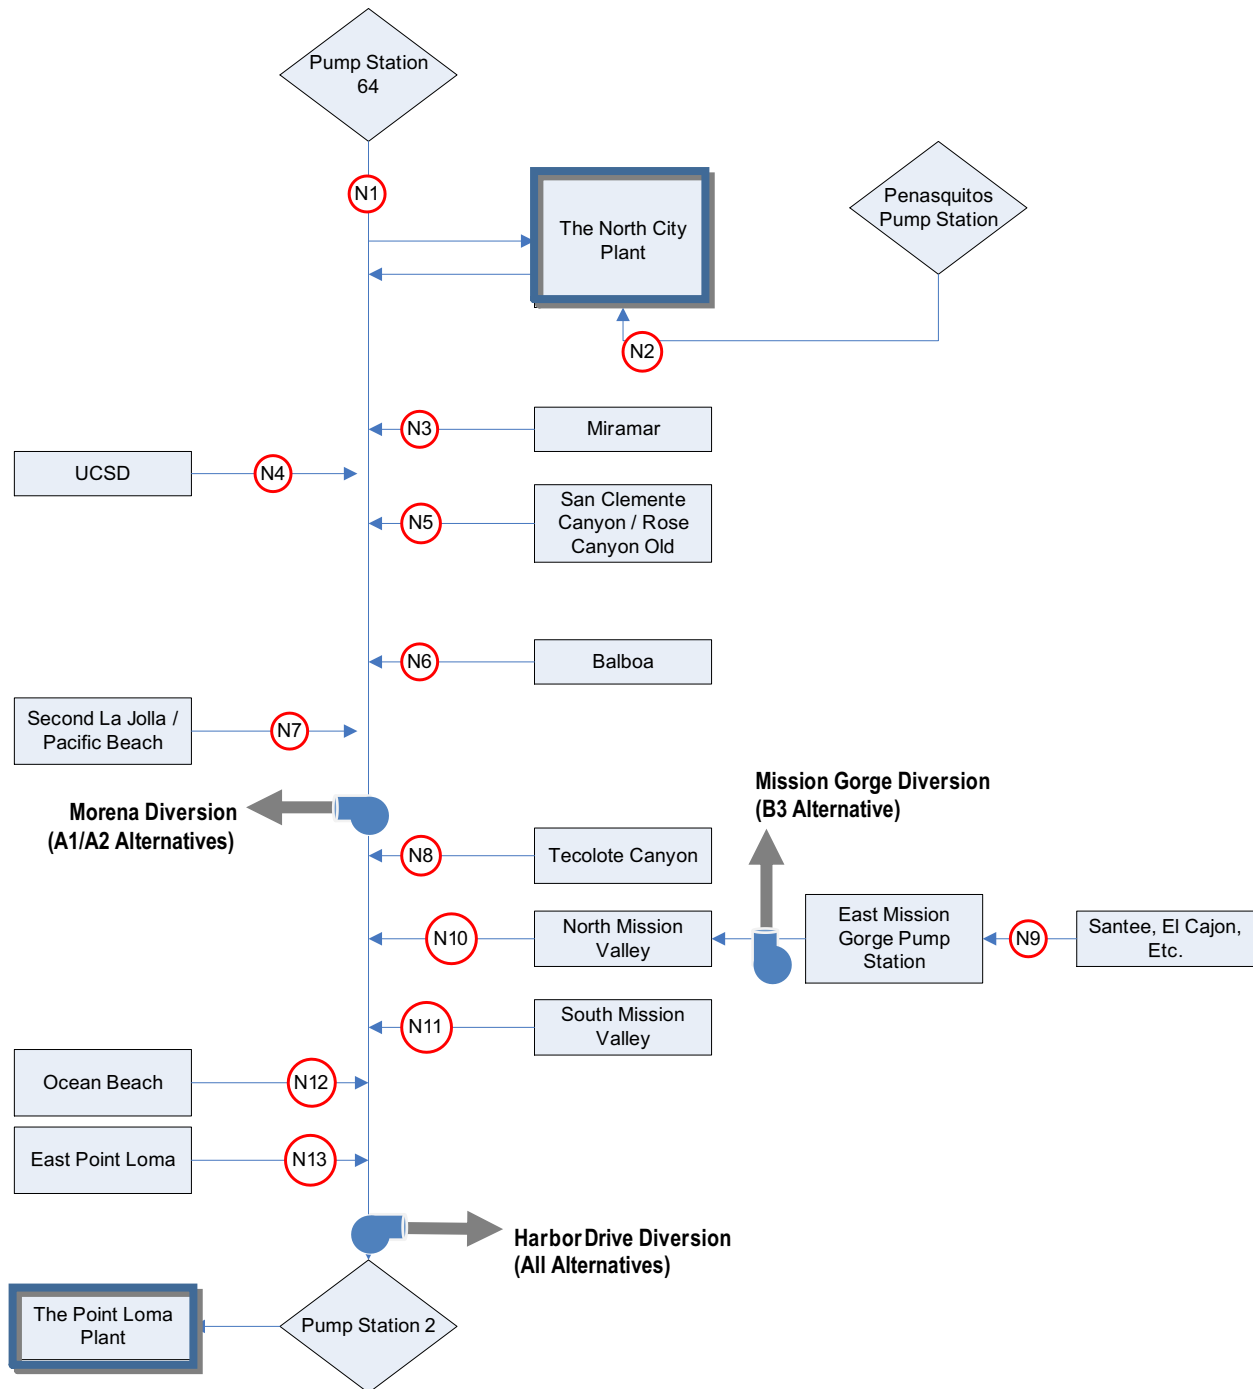 Pump Station
64
N1
The North City
Plant
Penasquitos
Pump Station
N2
N3
Miramar
UCSD
N4
N5
San Clemente
Canyon / Rose
Canyon Old
N6
Balboa
Second La Jolla /
Pacific Beach
N7
Mission Gorge Diversion
(B3 Alternative)
Morena Diversion
(A1/A2 Alternatives)
N8
Tecolote Canyon
N10
North Mission
Valley
East Mission
Gorge Pump
Station
N9
Santee, El Cajon,
Etc.
N11
South Mission
Valley
Ocean Beach
N12
East Point Loma
N13
Harbor Drive Diversion
(All Alternatives)
The Point Loma
Plant
Pump Station 2